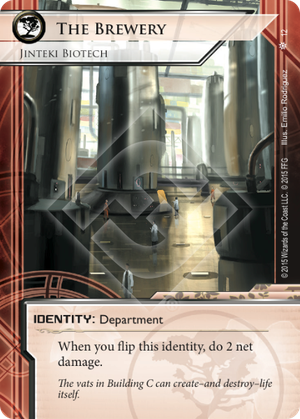 The Brewery
Jinteki Biotech
12
Illus. Emilio Rodríguez
© 2015 Wizards of the Coast LLC. © 2015 FFG
IDENTITY: Department
When you flip this identity, do 2 net
damage.
The vats in Building C can create–and destroy–life
itself.